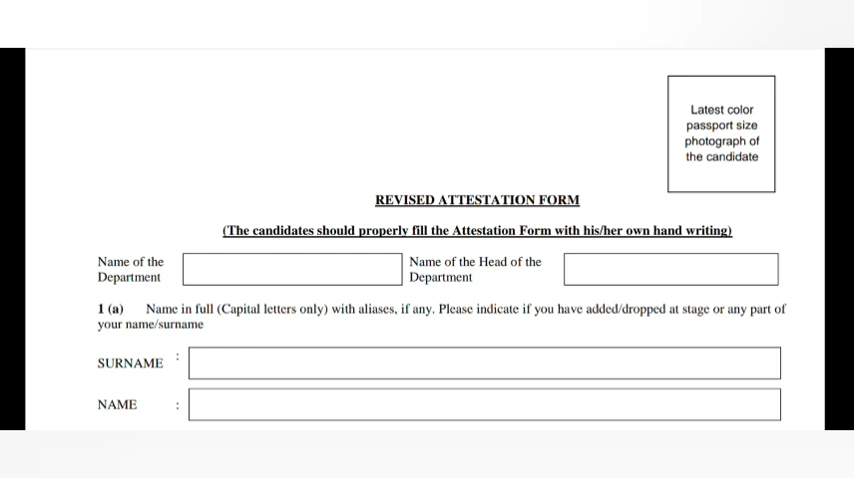 Latest color
passport size
photograph of
the candidate
REVISED ATTESTATION FORM
(The candidates should properly fill the Attestation Form with his/her own hand writing)
Name of the Department
Name of the Head of the Department
1 (a) Name in full (Capital letters only) with aliases, if any. Please indicate if you have added/dropped at stage or any part of
your name/surname
SURNAME :
NAME :